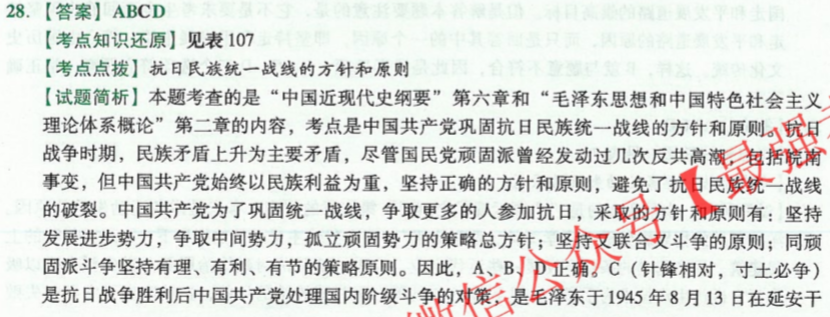 28.【答案】ABCD
【考点知识还原】见表107
【考点点拨】抗日民族统一战线的方针和原则
【试题简析】本题考查的是“中国近现代史纲要”第六章和“毛泽东思想和中国特色社会主义
理论体系概论”第二章的内容，考点是中国共产党巩固抗日民族统一战线的方针和原则。抗日
战争时期，民族矛盾上升为主要矛盾，尽管国民党顽固派曾经发动过几次反共高潮，包括皖南
事变，但中国共产党始终以民族利益为重，坚持正确的方针和原则，避免了抗日民族统一战线
的破裂。中国共产党为了巩固统一战线，争取更多的人参加抗日，采取的方针和原则有：坚持
发展进步势力，争取中间势力，孤立顽固势力的策略总方针；坚持又联合又斗争的原则；同顽
固派斗争坚持有理、有利、有节的策略原则。因此，A、B、D正确。C（针锋相对，寸土必争）
是抗日战争胜利后中国共产党处理国内阶级斗争的对策，是毛泽东于1945年8月13日在延安干
微信公众号【最强